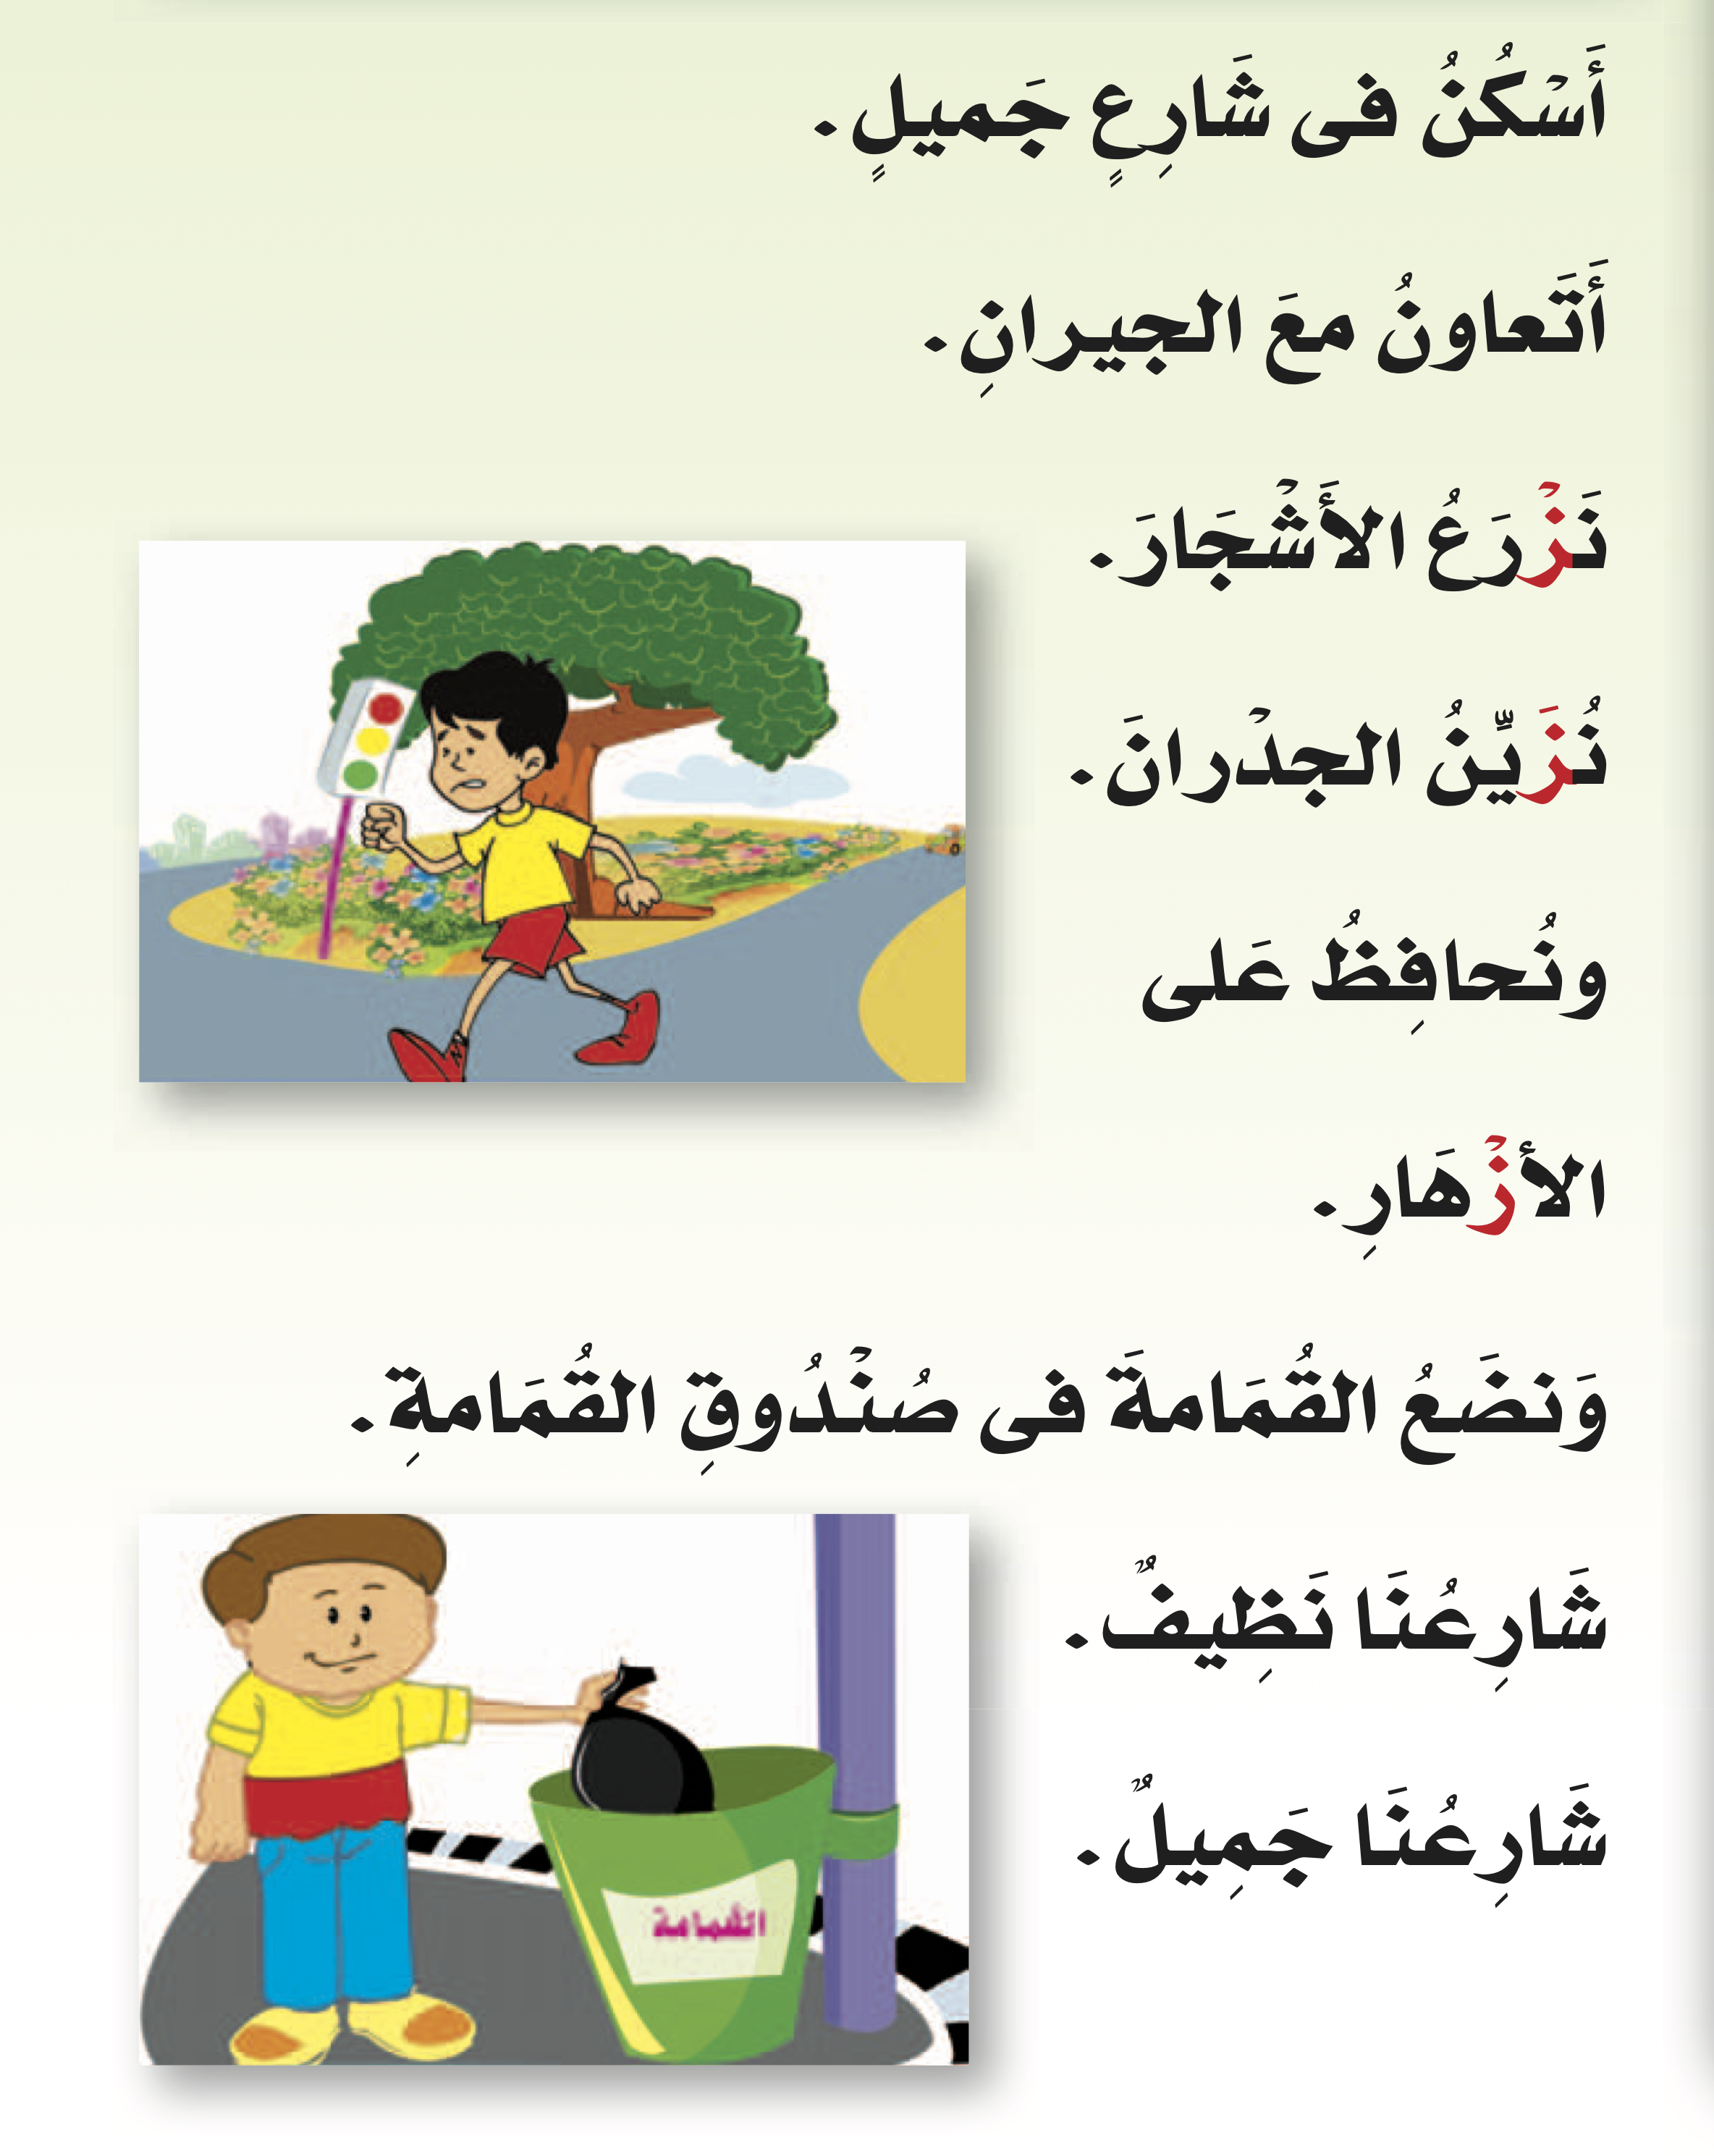 أَسْكُنُ فى شَارِعٍ جَميلٍ.
أَتَعاونُ معَ الجيرانِ.
نَزْرَعُ الأَشْجَارَ.
نُزَيِّنُ الجدْرانَ.
ونُحافِظُ عَلى
الأزْهَارِ.
وَنضَعُ القُمَامةَ فى صُنْدُوقِ القُمَامةِ.
شَارِعُنَا نَظِيفٌ.
شَارِعُنَا جَمِيلٌ.
القمامة